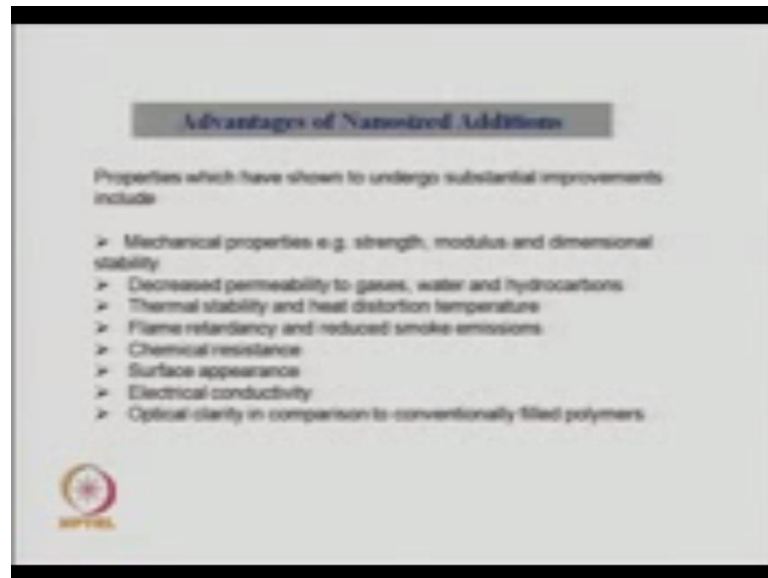 Advantages of Nanosized Additions
Properties which have shown to undergo substantial improvements
include
➢ Mechanical properties e.g. strength, modulus and dimensional
stability
➢ Decreased permeability to gases, water and hydrocarbons
➢ Thermal stability and heat distortion temperature
➢ Flame retardancy and reduced smoke emissions
➢ Chemical resistance
➢ Surface appearance
➢ Electrical conductivity
➢ Optical clarity in comparison to conventionally filled polymers
NPTEL